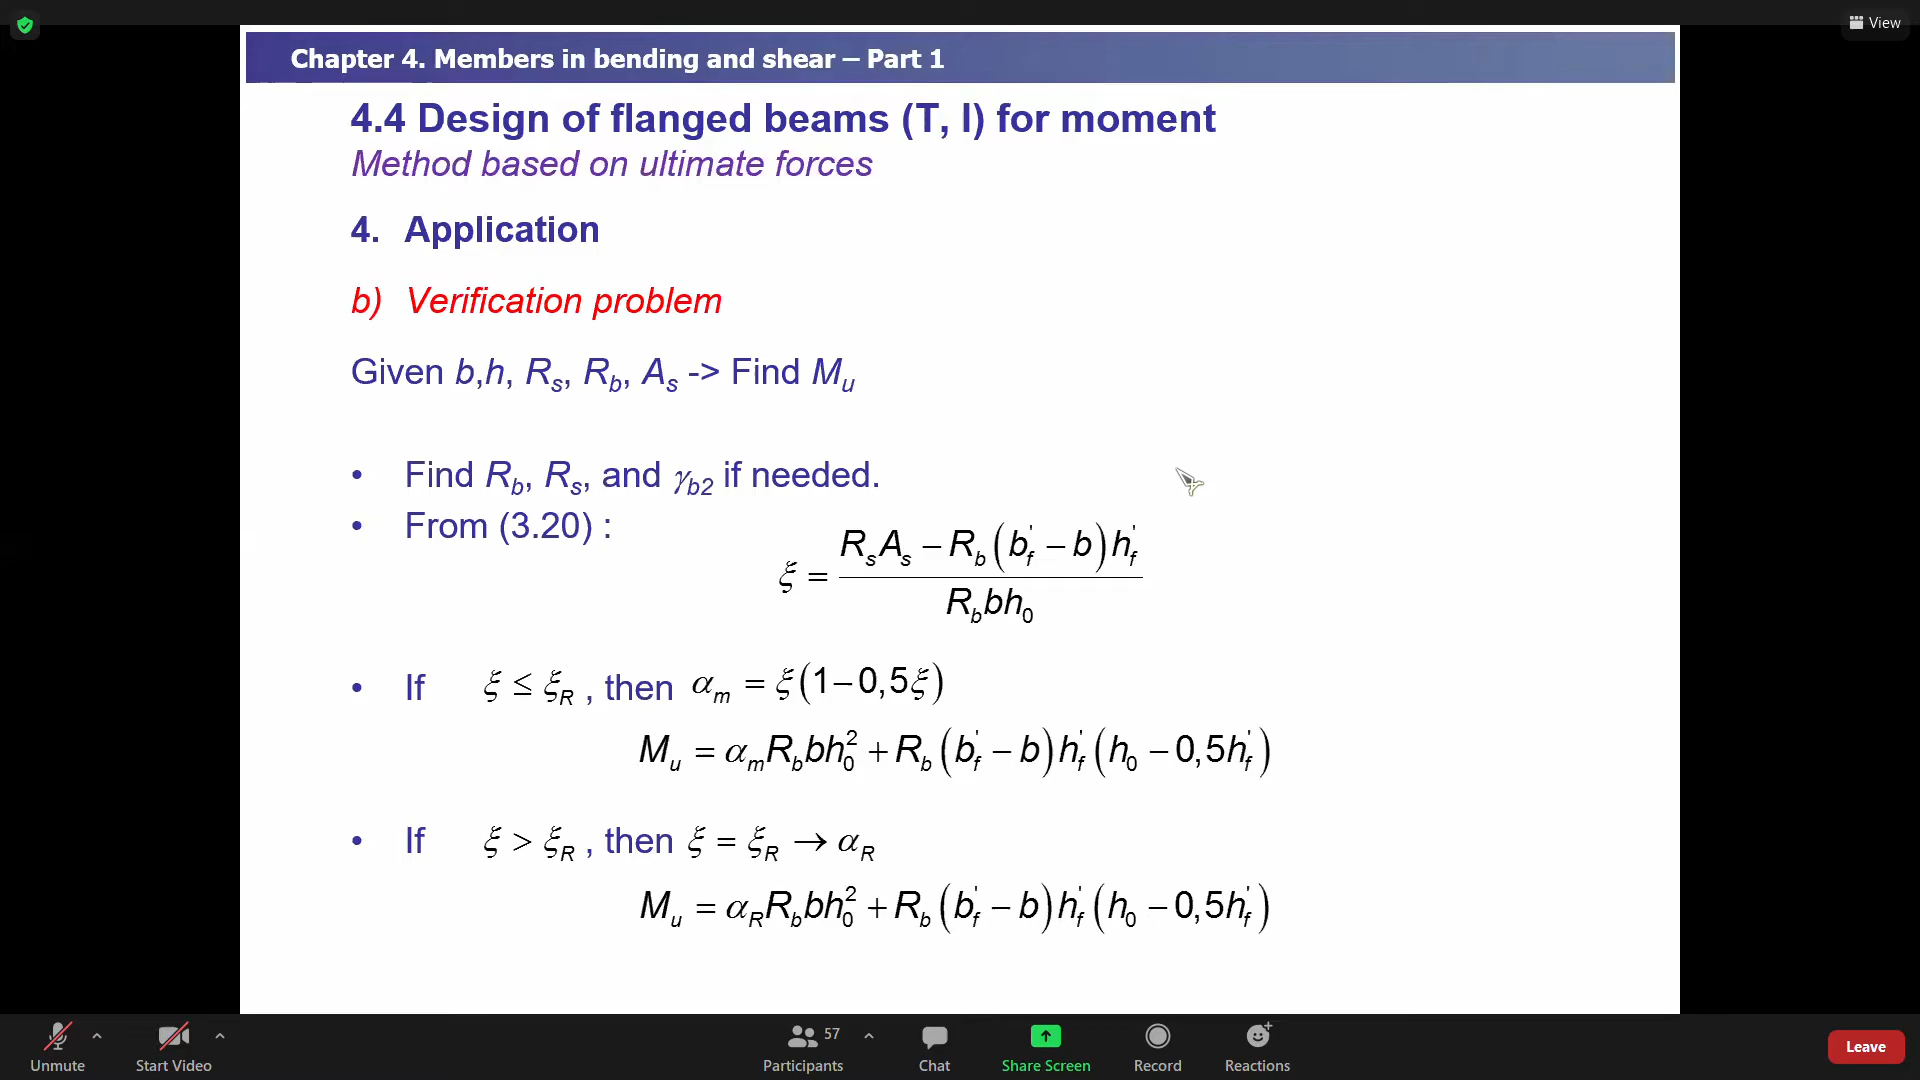 View
Chapter 4. Members in bending and shear – Part 1
4.4 Design of flanged beams (T, I) for moment
Method based on ultimate forces
4. Application
b) Verification problem
Given b,h, Rs, Rb, As -> Find Mu
• Find Rb, Rs, and γb2 if needed.
• From (3.20) :
ξ = (RsAs − Rb(b'f − b)h'f) / (Rbbh0)
• If ξ ≤ ξR , then αm = ξ(1−0,5ξ)
Mu = αmRbbh0² + Rb(b'f − b)h'f(h0 − 0,5h'f)
• If ξ > ξR , then ξ = ξR → αR
Mu = αRRbbh0² + Rb(b'f − b)h'f(h0 − 0,5h'f)
57
Unmute Start Video Participants Chat Share Screen Record Reactions Leave